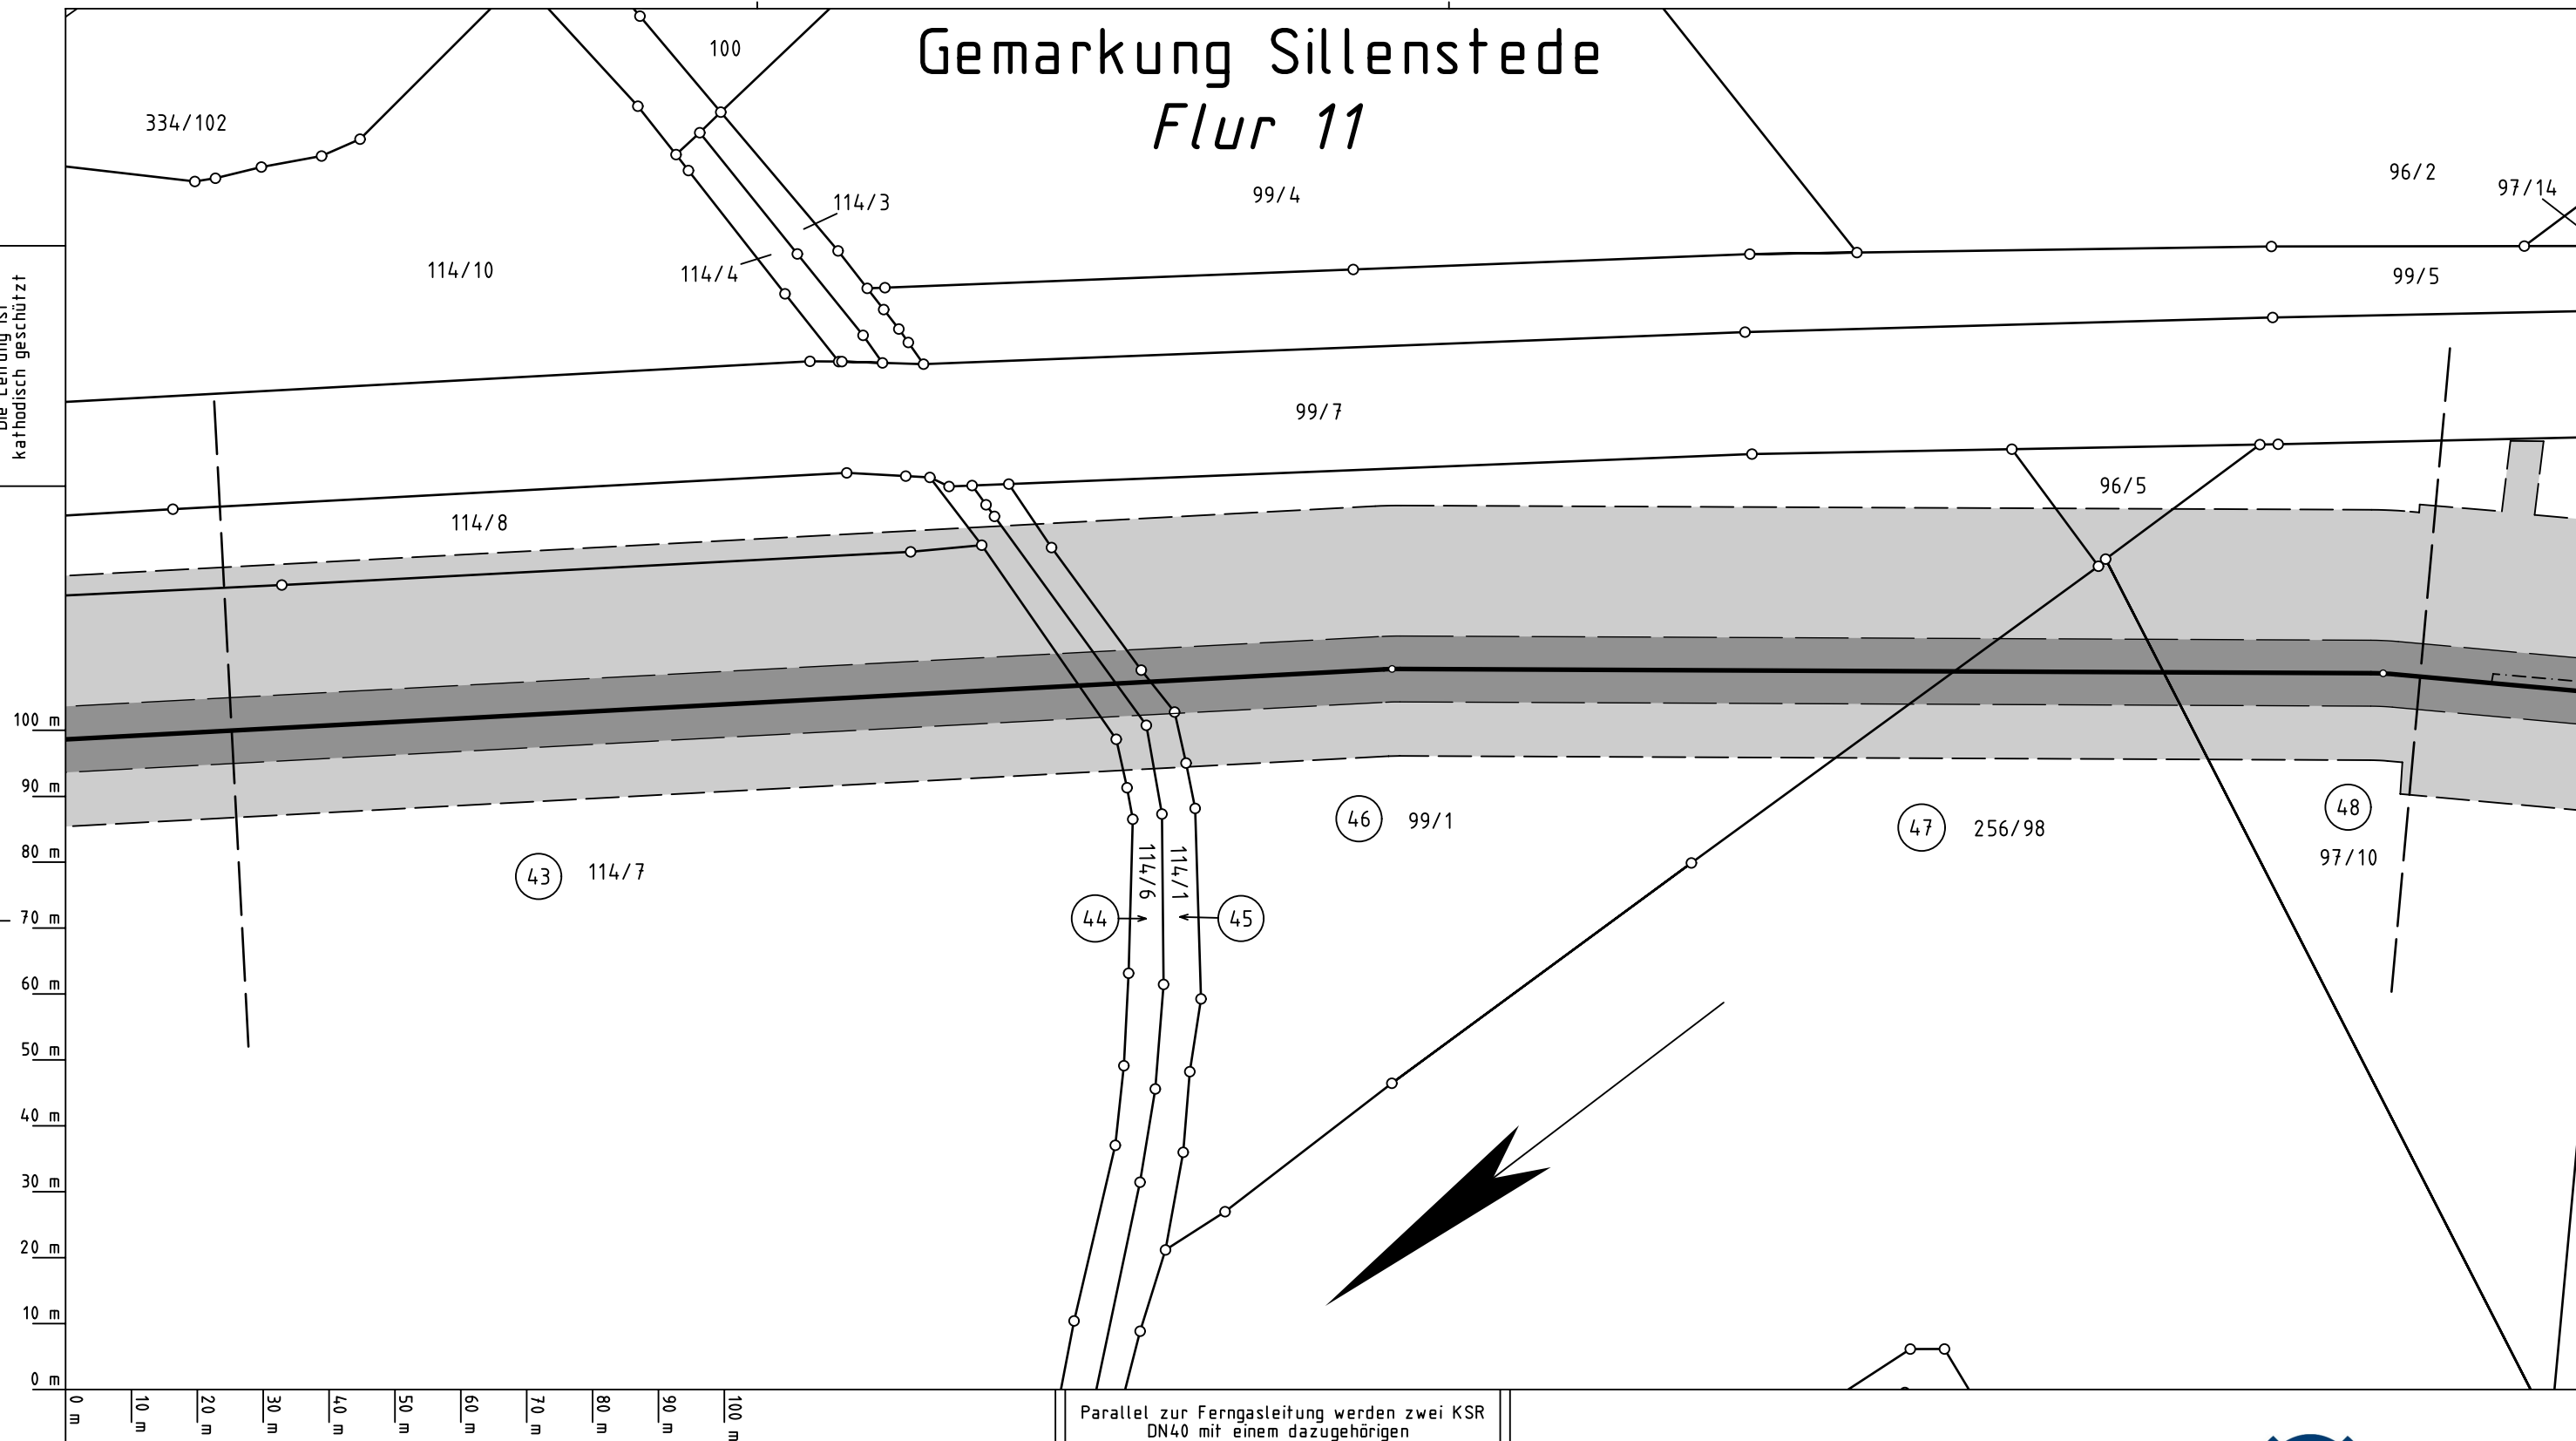 Gemarkung Sillenstede
Flur 11
100
334/102
114/3
99/4
96/2
97/14
114/10
114/4
99/5
99/7
96/5
114/8
kathodisch geschützt
100 m
90 m
80 m
70 m
60 m
50 m
40 m
30 m
20 m
10 m
0 m
43 114/7
44
114/6
114/1
45
46 99/1
47 256/98
48
97/10
0 m
10 m
20 m
30 m
40 m
50 m
60 m
70 m
80 m
90 m
100 m
Parallel zur Ferngasleitung werden zwei KSR
DN40 mit einem dazugehörigen